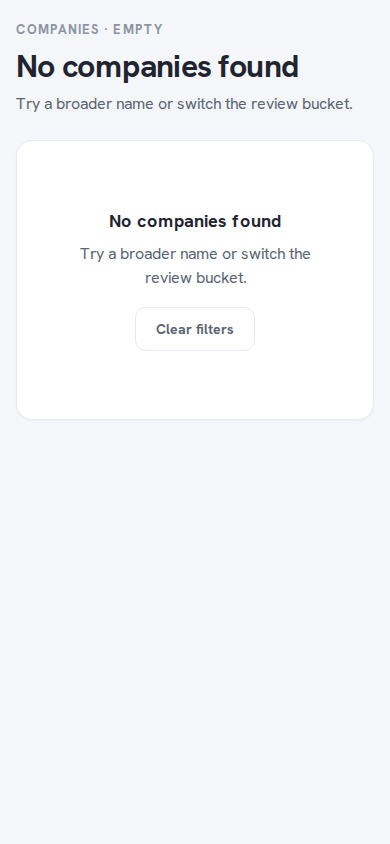 COMPANIES · EMPTY
No companies found
Try a broader name or switch the review bucket.
No companies found
Try a broader name or switch the
review bucket.
Clear filters